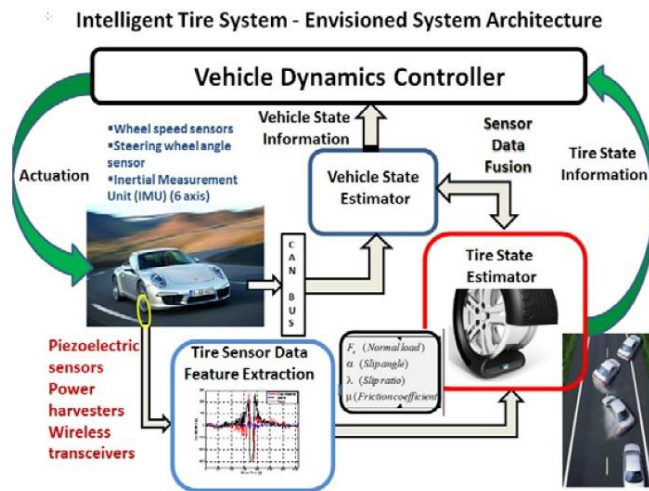 Intelligent Tire System - Envisioned System Architecture
Vehicle Dynamics Controller
Vehicle State
Information
Sensor
Data
Fusion
Tire State
Information
Actuation
▪Wheel speed sensors
▪Steering wheel angle
sensor
▪Inertial Measurement
Unit (IMU) (6 axis)
Vehicle State
Estimator
CAN BUS
Tire State
Estimator
Piezoelectric
sensors
Power
harvesters
Wireless
transceivers
Tire Sensor Data
Feature Extraction
Fz (Normal load)
α (Slip angle)
λ (Slip ratio)
μ (Friction coefficient